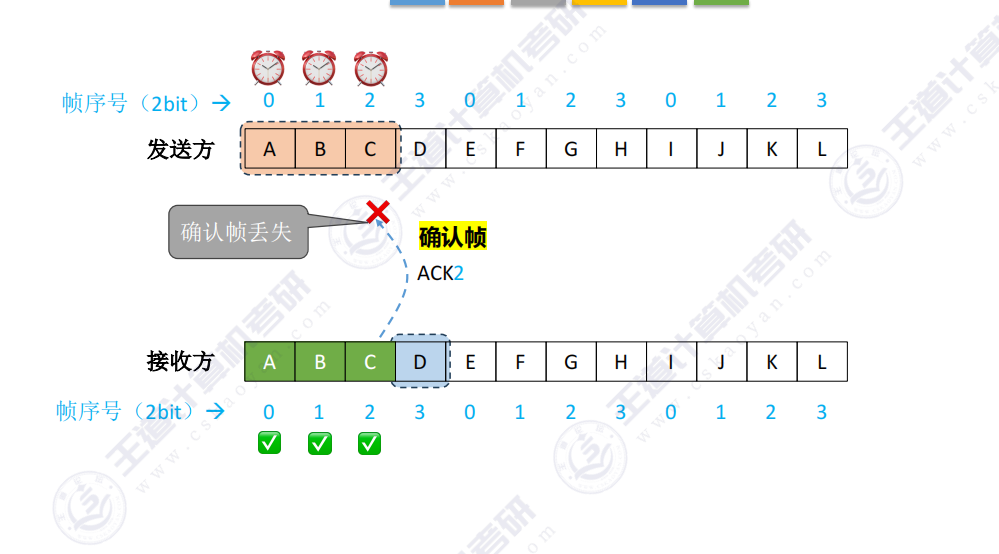 帧序号（2bit）→ 0 1 2 3 0 1 2 3 0 1 2 3
发送方 A B C D E F G H I J K L
确认帧丢失
确认帧
ACK2
接收方 A B C D E F G H I J K L
帧序号（2bit）→ 0 1 2 3 0 1 2 3 0 1 2 3
王道计算机考研
www.cskaoyan.com